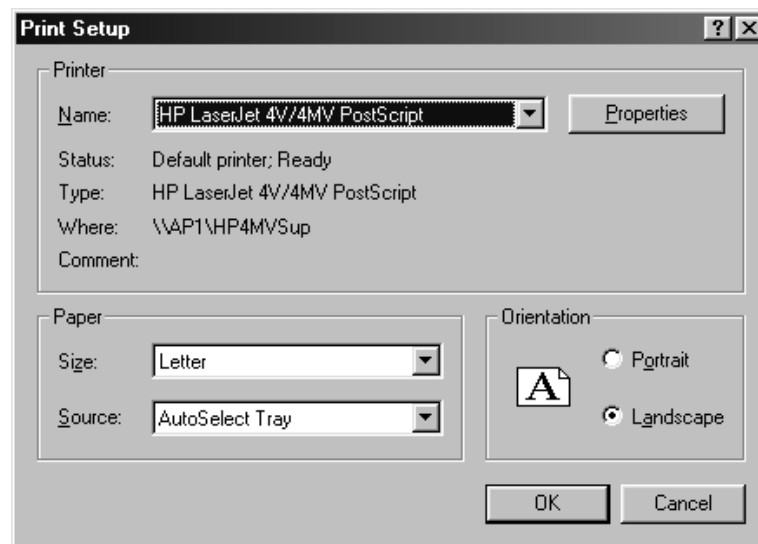 Print Setup
Printer
Name: HP LaserJet 4V/4MV PostScript Properties
Status: Default printer; Ready
Type: HP LaserJet 4V/4MV PostScript
Where: \\AP1\HP4MVSup
Comment:
Paper
Size: Letter
Source: AutoSelect Tray
Orientation
A
Portrait
Landscape
OK Cancel